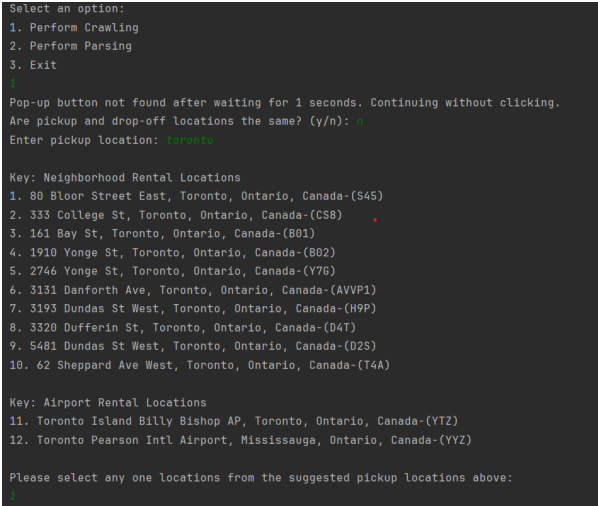 Select an option:
1. Perform Crawling
2. Perform Parsing
3. Exit
1
Pop-up button not found after waiting for 1 seconds. Continuing without clicking.
Are pickup and drop-off locations the same? (y/n): n
Enter pickup location: toronto
Key: Neighborhood Rental Locations
1. 80 Bloor Street East, Toronto, Ontario, Canada-(S45)
2. 333 College St, Toronto, Ontario, Canada-(CS8)
3. 161 Bay St, Toronto, Ontario, Canada-(B01)
4. 1910 Yonge St, Toronto, Ontario, Canada-(B02)
5. 2746 Yonge St, Toronto, Ontario, Canada-(Y7G)
6. 3131 Danforth Ave, Toronto, Ontario, Canada-(AVVP1)
7. 3193 Dundas St West, Toronto, Ontario, Canada-(H9P)
8. 3320 Dufferin St, Toronto, Ontario, Canada-(D4T)
9. 5481 Dundas St West, Toronto, Ontario, Canada-(D2S)
10. 62 Sheppard Ave West, Toronto, Ontario, Canada-(T4A)
Key: Airport Rental Locations
11. Toronto Island Billy Bishop AP, Toronto, Ontario, Canada-(YTZ)
12. Toronto Pearson Intl Airport, Mississauga, Ontario, Canada-(YYZ)
Please select any one locations from the suggested pickup locations above:
1